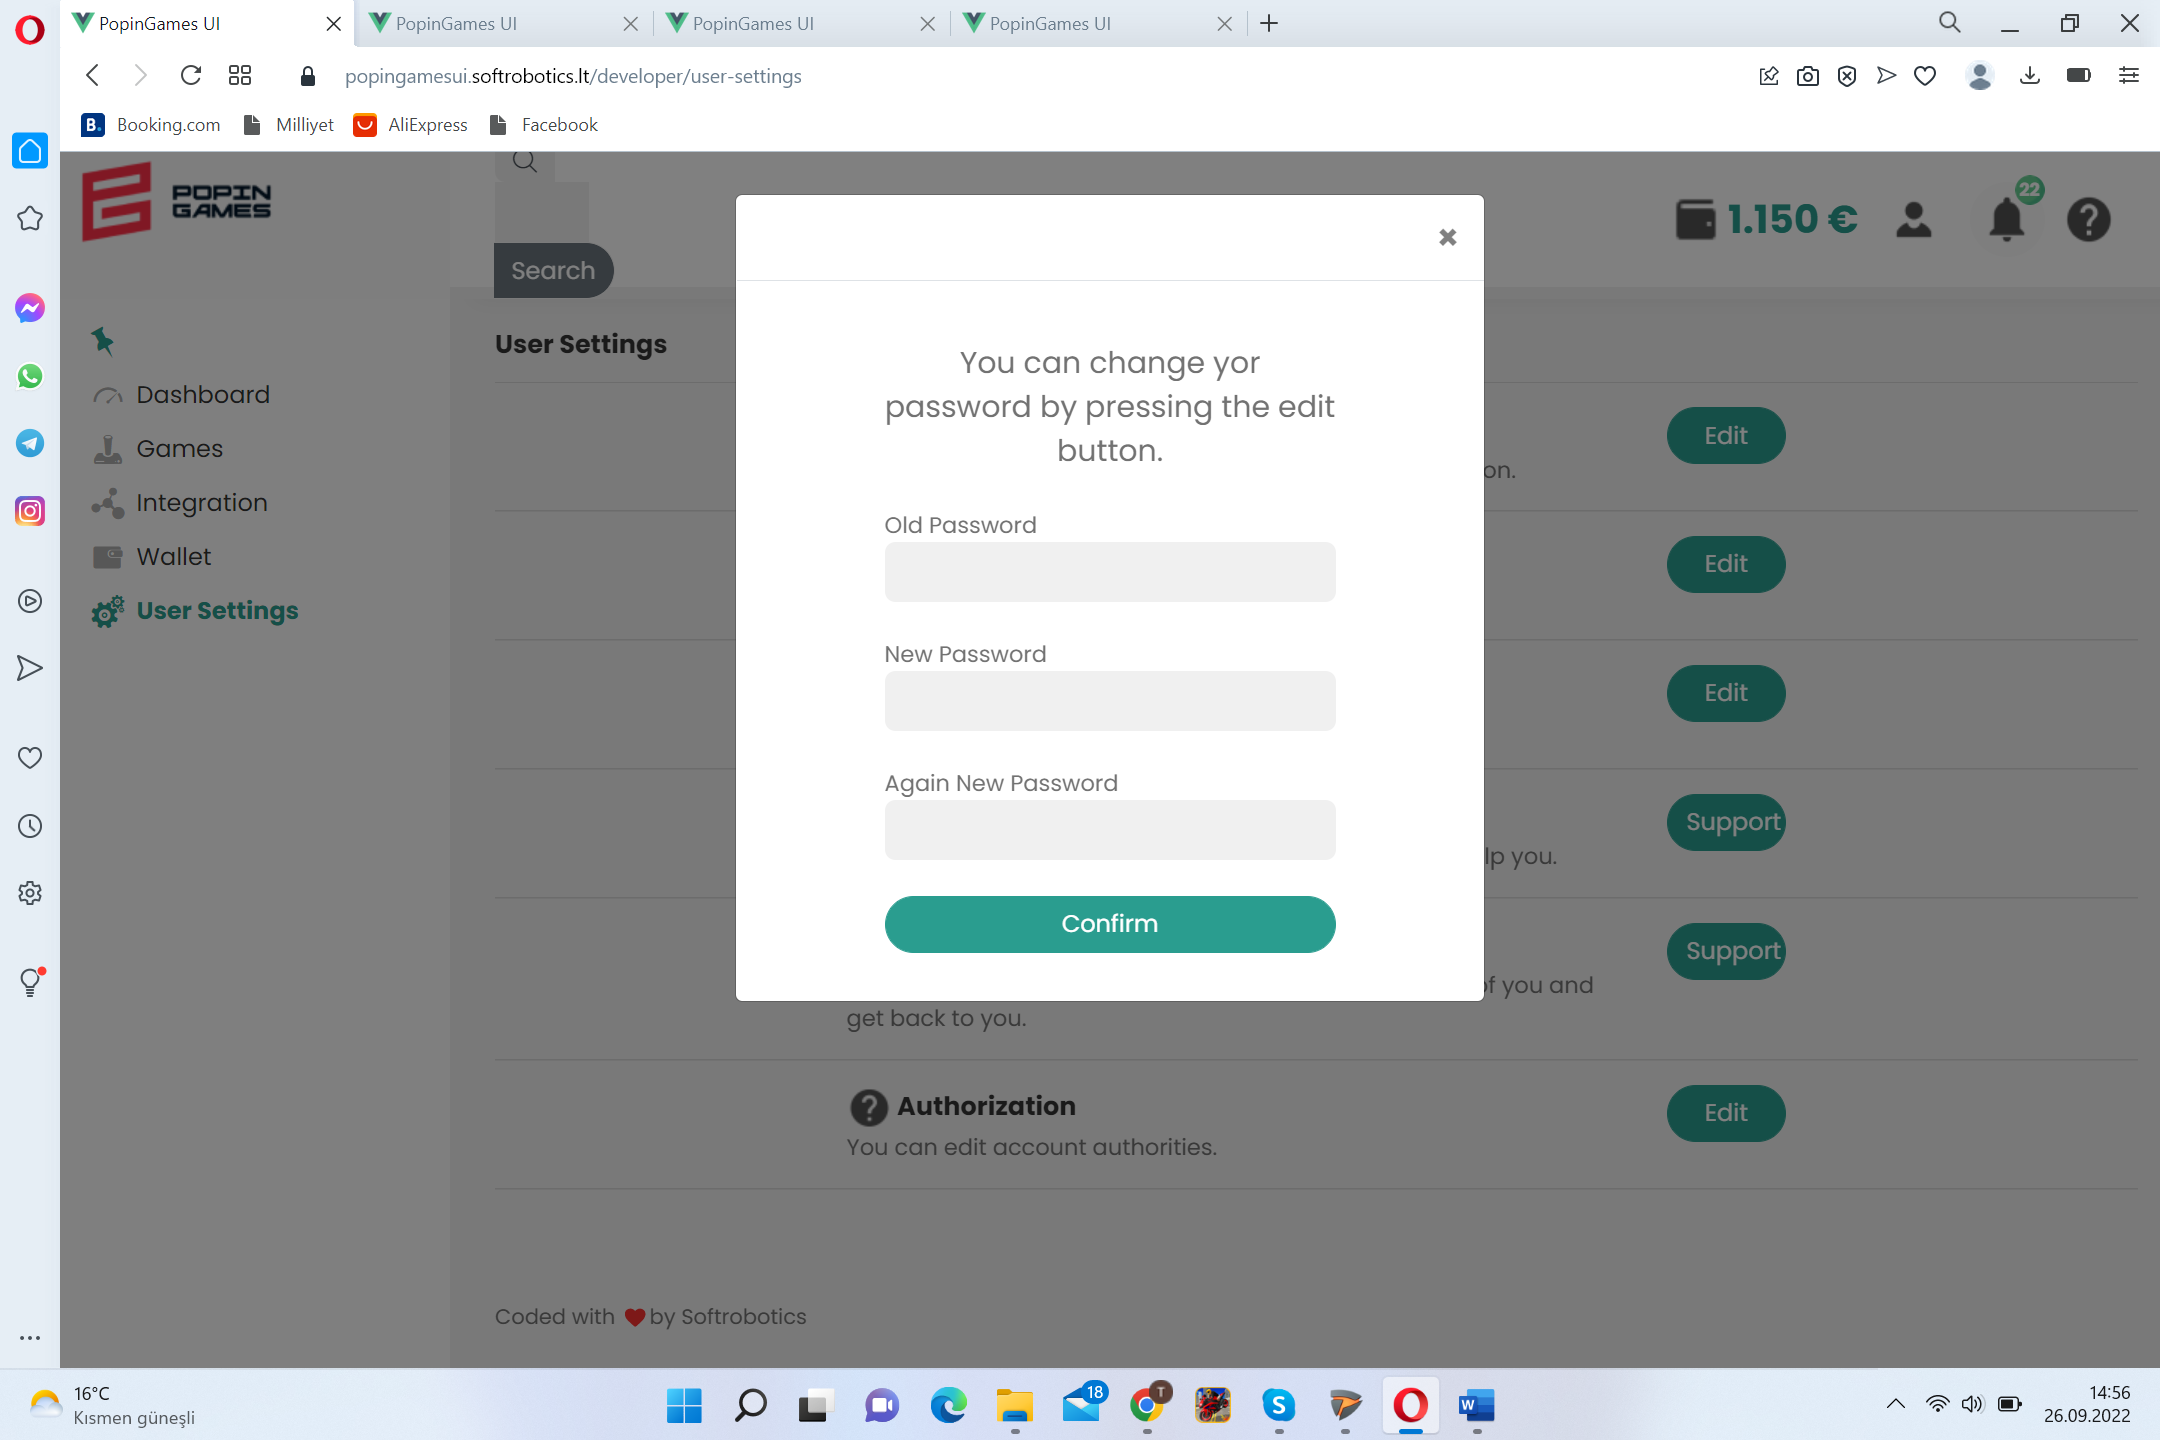 PopinGames UI
PopinGames UI
PopinGames UI
PopinGames UI
popingamesui.softrobotics.lt/developer/user-settings
B. Booking.com
Milliyet
AliExpress
Facebook
POPIN
GAMES
Search
1.150 €
22
Dashboard
Games
Integration
Wallet
User Settings
User Settings
You can change yor
password by pressing the edit
button.
Old Password
New Password
Again New Password
Confirm
Edit
on.
Edit
Edit
Support
lp you.
Support
of you and
get back to you.
Authorization
You can edit account authorities.
Edit
Coded with
by Softrobotics
16°C
Kısmen güneşli
18
T
S
W
14:56
26.09.2022